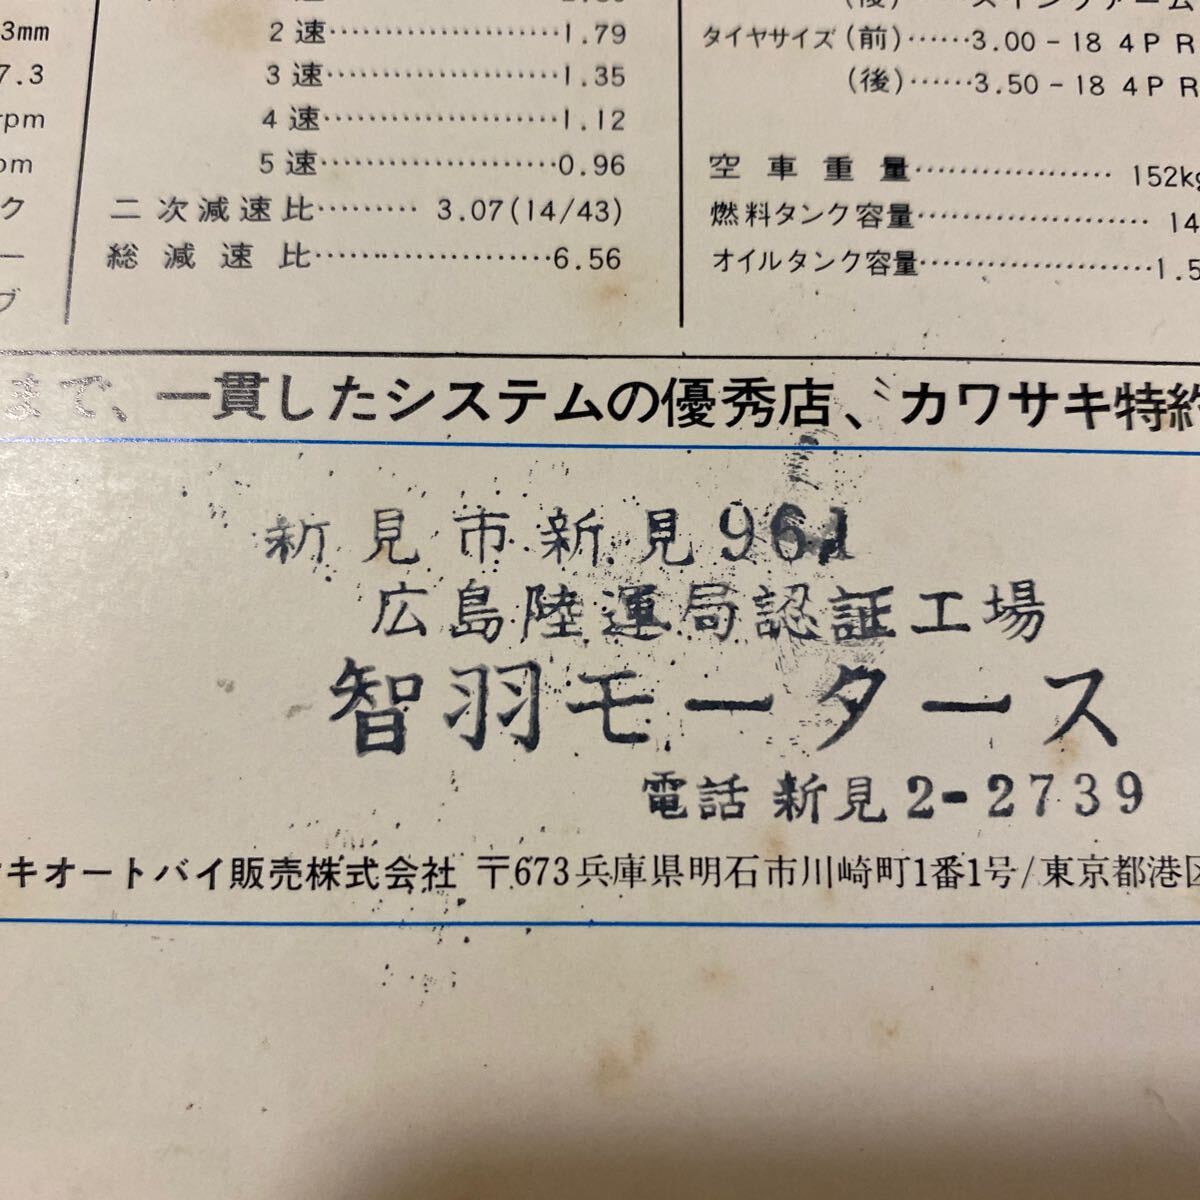 3mm
7.3
rpm
pm
ク
ー
ブ
2速……1.79
3速……1.35
4速……1.12
5速……0.96
二次減速比……3.07(14/43)
総減速比……6.56
タイヤサイズ(前)……3.00-18 4PR
(後)……3.50-18 4PR
空車重量……152kg
燃料タンク容量……14
オイルタンク容量……1.5
まで、一貫したシステムの優秀店、カワサキ特約
新見市新見961
広島陸運局認証工場
智羽モータース
電話 新見2-2739
サキオートバイ販売株式会社 〒673兵庫県明石市川崎町1番1号/東京都港区